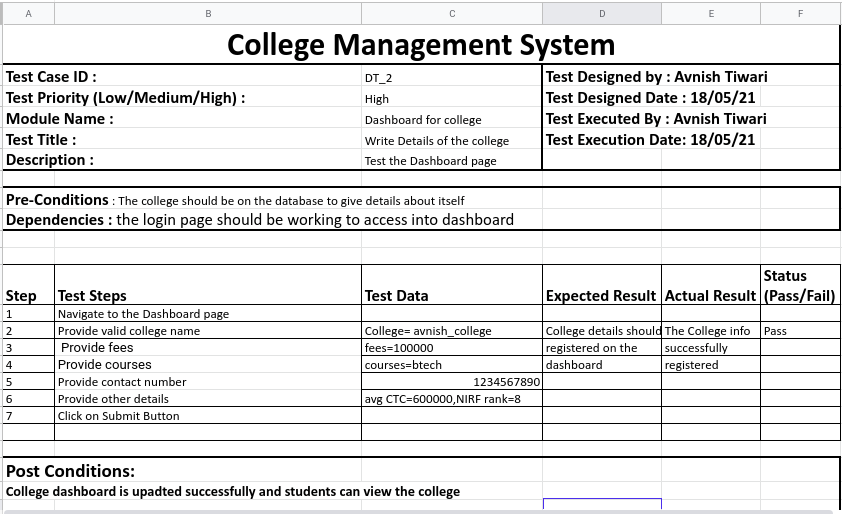 A B C D E F
College Management System
Test Case ID : DT_2 Test Designed by : Avnish Tiwari
Test Priority (Low/Medium/High) : High Test Designed Date : 18/05/21
Module Name : Dashboard for college Test Executed By : Avnish Tiwari
Test Title : Write Details of the college Test Execution Date: 18/05/21
Description : Test the Dashboard page
Pre-Conditions : The college should be on the database to give details about itself
Dependencies : the login page should be working to access into dashboard
Step Test Steps Test Data Expected Result Actual Result Status (Pass/Fail)
1 Navigate to the Dashboard page
2 Provide valid college name College= avnish_college College details should The College info Pass
3 Provide fees fees=100000 registered on the successfully
4 Provide courses courses=btech dashboard registered
5 Provide contact number 1234567890
6 Provide other details avg CTC=600000,NIRF rank=8
7 Click on Submit Button
Post Conditions:
College dashboard is upadted successfully and students can view the college